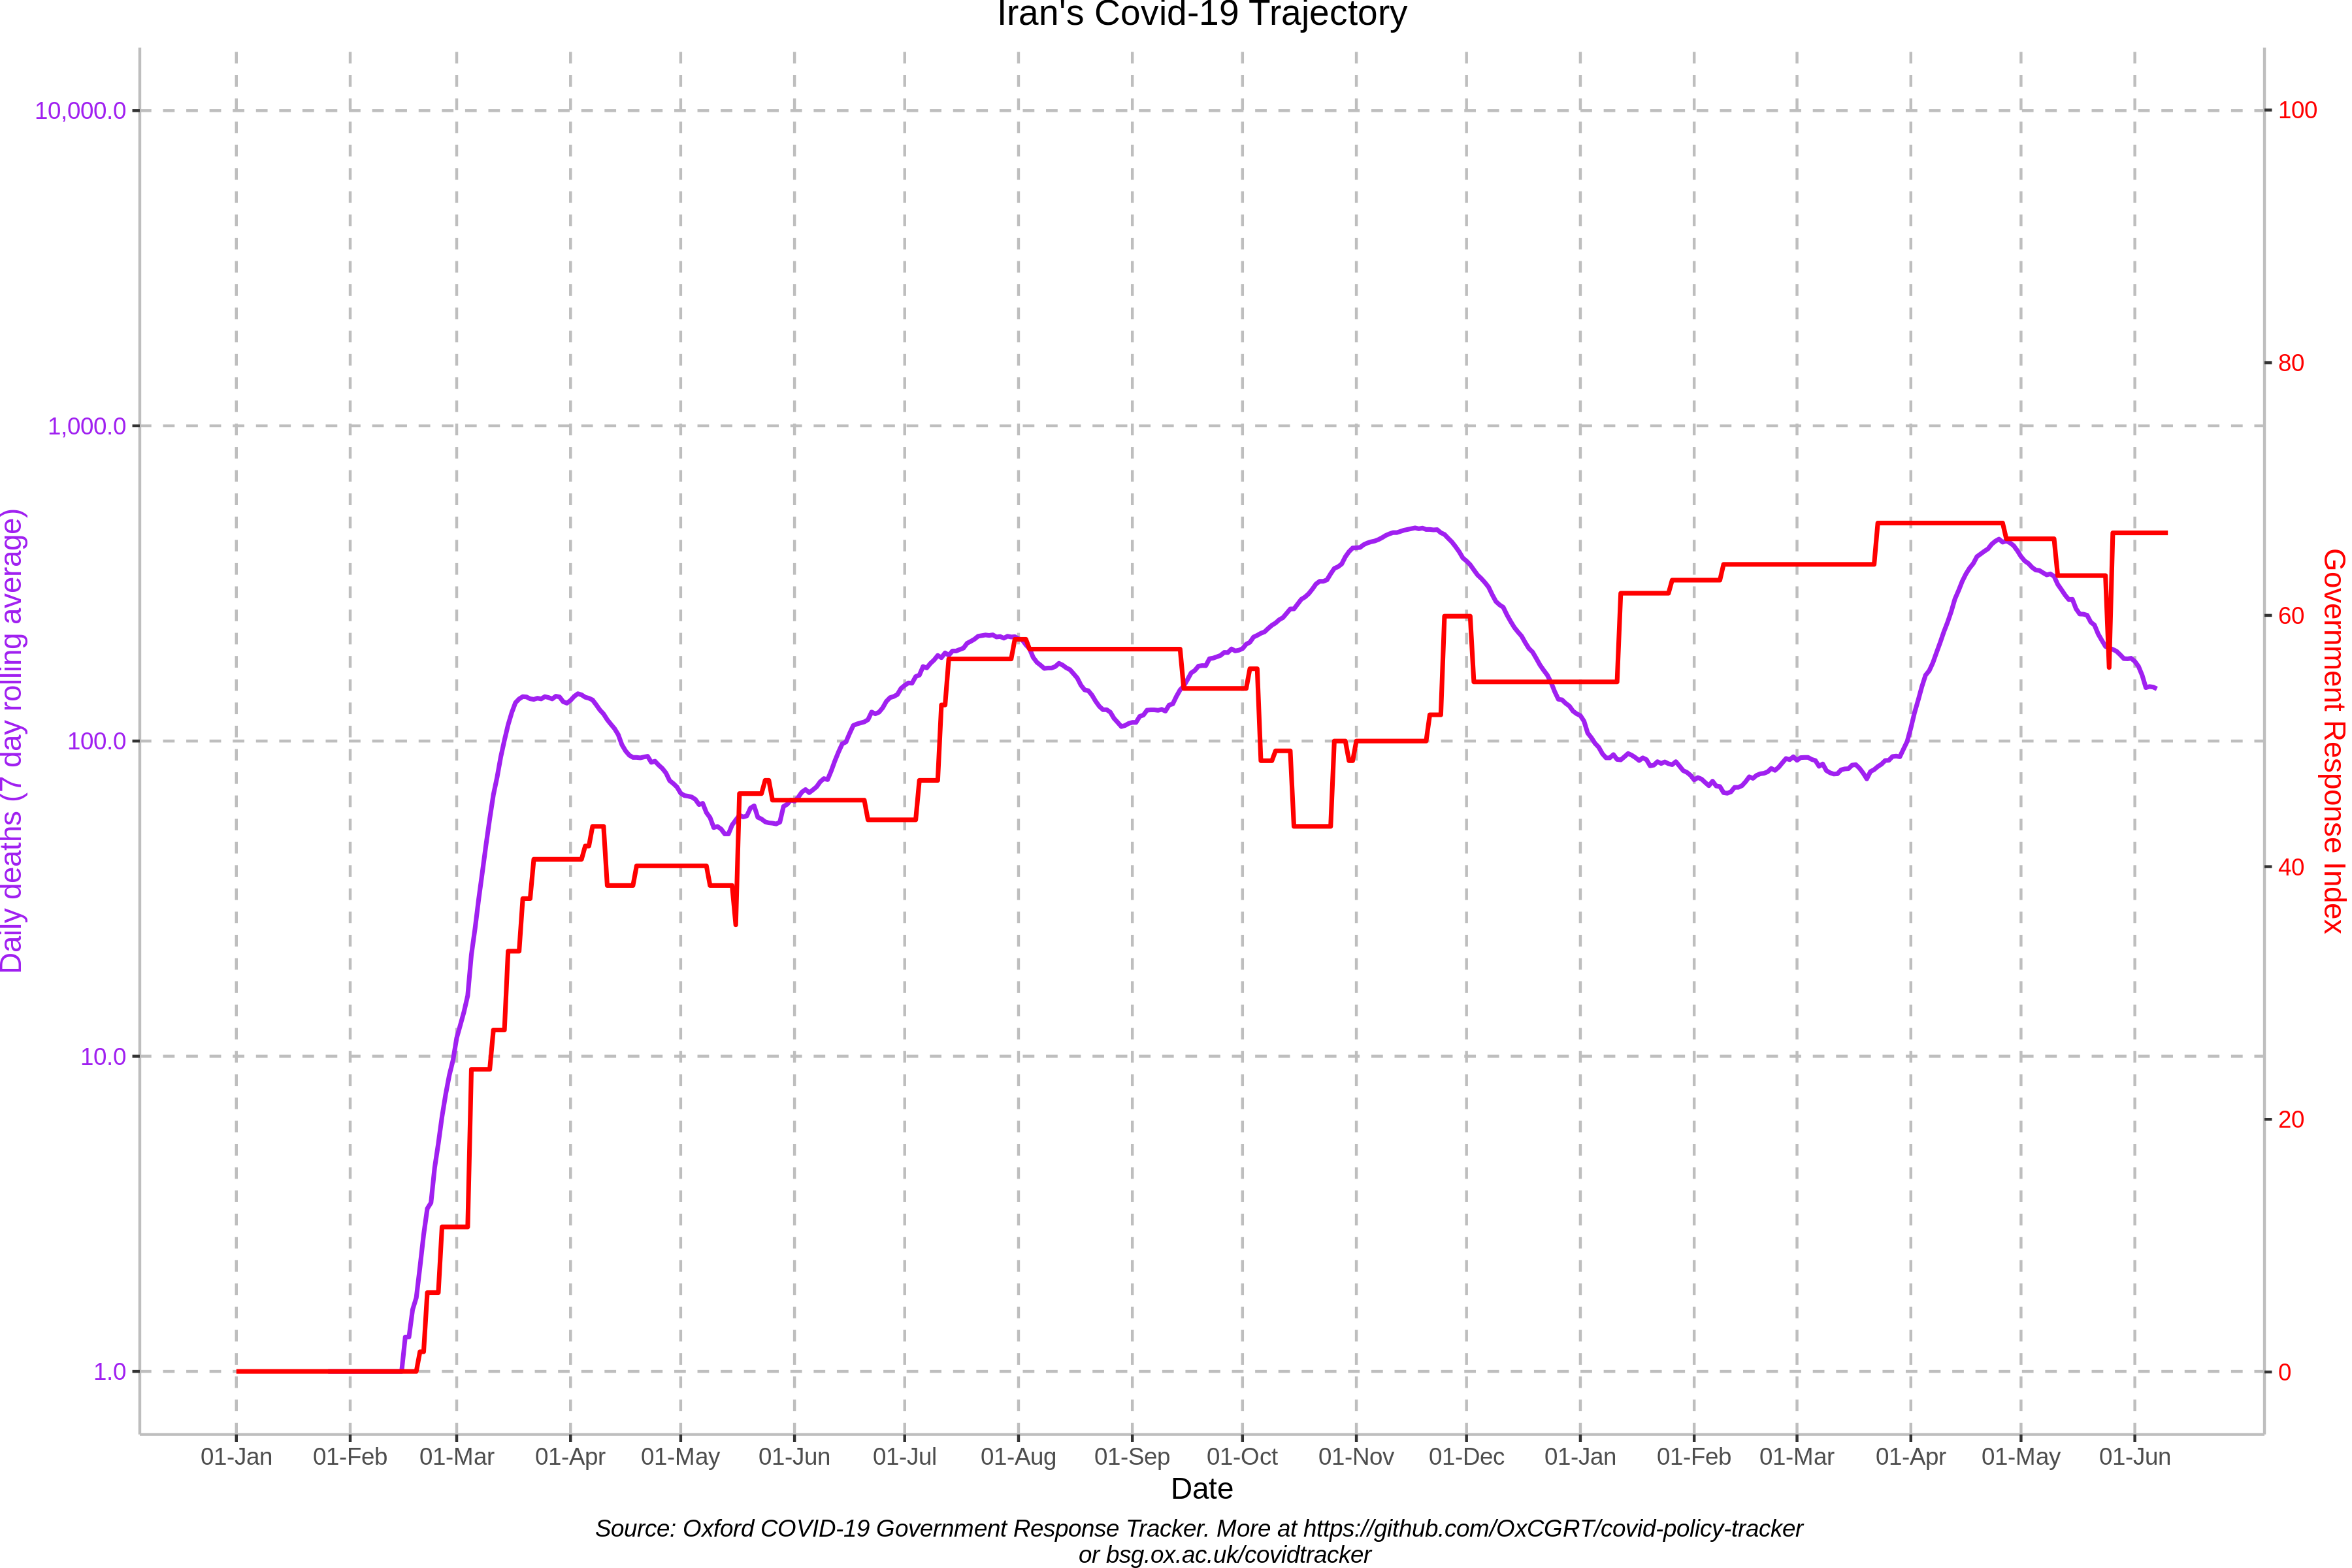 Iran's Covid-19 Trajectory
10,000.0
1,000.0
100.0
10.0
1.0
Daily deaths (7 day rolling average)
100
80
60
40
20
0
Government Response Index
01-Jan 01-Feb 01-Mar 01-Apr 01-May 01-Jun 01-Jul 01-Aug 01-Sep 01-Oct 01-Nov 01-Dec 01-Jan 01-Feb 01-Mar 01-Apr 01-May 01-Jun
Date
Source: Oxford COVID-19 Government Response Tracker. More at https://github.com/OxCGRT/covid-policy-tracker
or bsg.ox.ac.uk/covidtracker